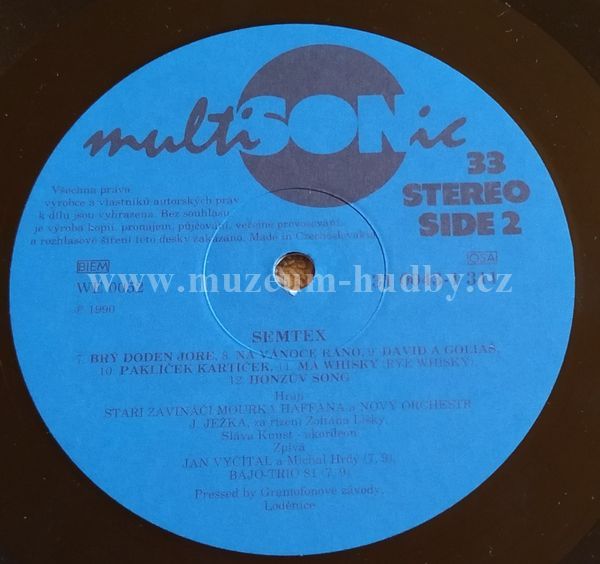 multiSONic
33
STEREO
SIDE 2
Všechna práva
výrobce a vlastníků autorských práv
k dílu jsou vyhrazena. Bez souhlasu
je výroba kopií, pronájem, půjčování, veřejné provozování
a rozhlasové šíření této desky zakázáno. Made in Czechoslovakia
BIEM
OSA
www.muzeum-hudby.cz
℗ 1990
SEMTEX
7. BRÝ DODEN JORE, 8. NA VÁNOCE RÁNO, 9. DAVID A GOLIÁŠ,
10. PAKLÍČEK KARTIČEK, 11. MÁ WHISKY (RYE WHISKY),
12. HONZŮV SONG
Hrají
STAŘÍ ZAVINÁČI MOURKA HAFFANA a NOVÝ ORCHESTR
J. JEŽKA, za řízení Zoltána Lišky,
Sláva - akordeon
Zpívá
JAN VYČÍTAL a Michal Hrdý (7, 9),
BAJO-TRIO 81 (7, 9).
Pressed by Gramofonové závody,
Loděnice